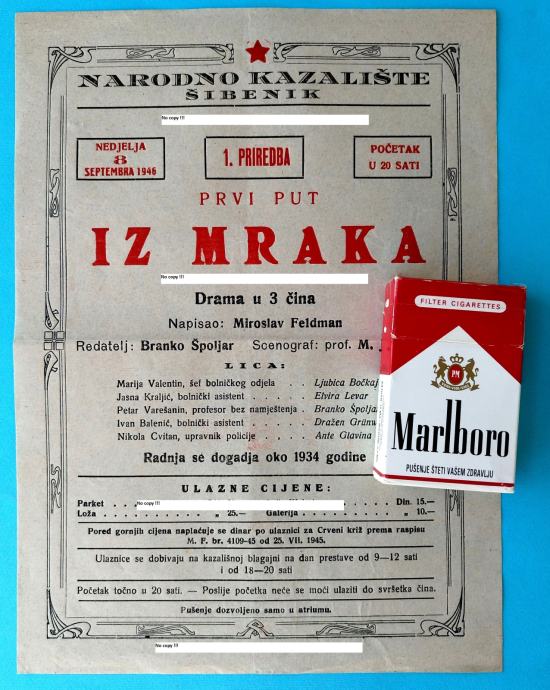 NARODNO KAZALIŠTE
ŠIBENIK
No copy !!!
NEDJELJA
8
SEPTEMBRA 1946
1. PRIREDBA
POČETAK
U 20 SATI
PRVI PUT
IZ MRAKA
No copy !!!
Drama u 3 čina
Napisao: Miroslav Feldman
Redatelj: Branko Špoljar Scenograf: prof. M.
LICA:
Marija Valentin, šef bolničkog odjela . . Ljubica Bočkaj
Jasna Kraljić, bolnički asistent . . . . Elvira Levar
Petar Varešanin, profesor bez namještenja . Branko Špoljar
Ivan Balenić, bolnički asistent . . . . Dražen Grünw
Nikola Cvitan, upravnik policije . . . . Ante Glavina
Radnja se dogadja oko 1934 godine
ULAZNE CIJENE:
Parket . . . No copy !!! . . Din. 15.—
Loža . . . . „ 25.— Galerija . . . . „ 10.—
Pored gornjih cijena naplaćuje se dinar po ulaznici za Crveni križ prema raspisu
M. F. br. 4109-45 od 25. VII. 1945.
Ulaznice se dobivaju na kazališnoj blagajni na dan prestave od 9—12 sati
i od 18—20 sati
Početak točno u 20 sati. — Poslije početka neće se moći ulaziti do svršetka čina.
Pušenje dozvoljeno samo u atriumu.
No copy !!!
FILTER CIGARETTES
PM
Marlboro
PUŠENJE ŠTETI VAŠEM ZDRAVLJU